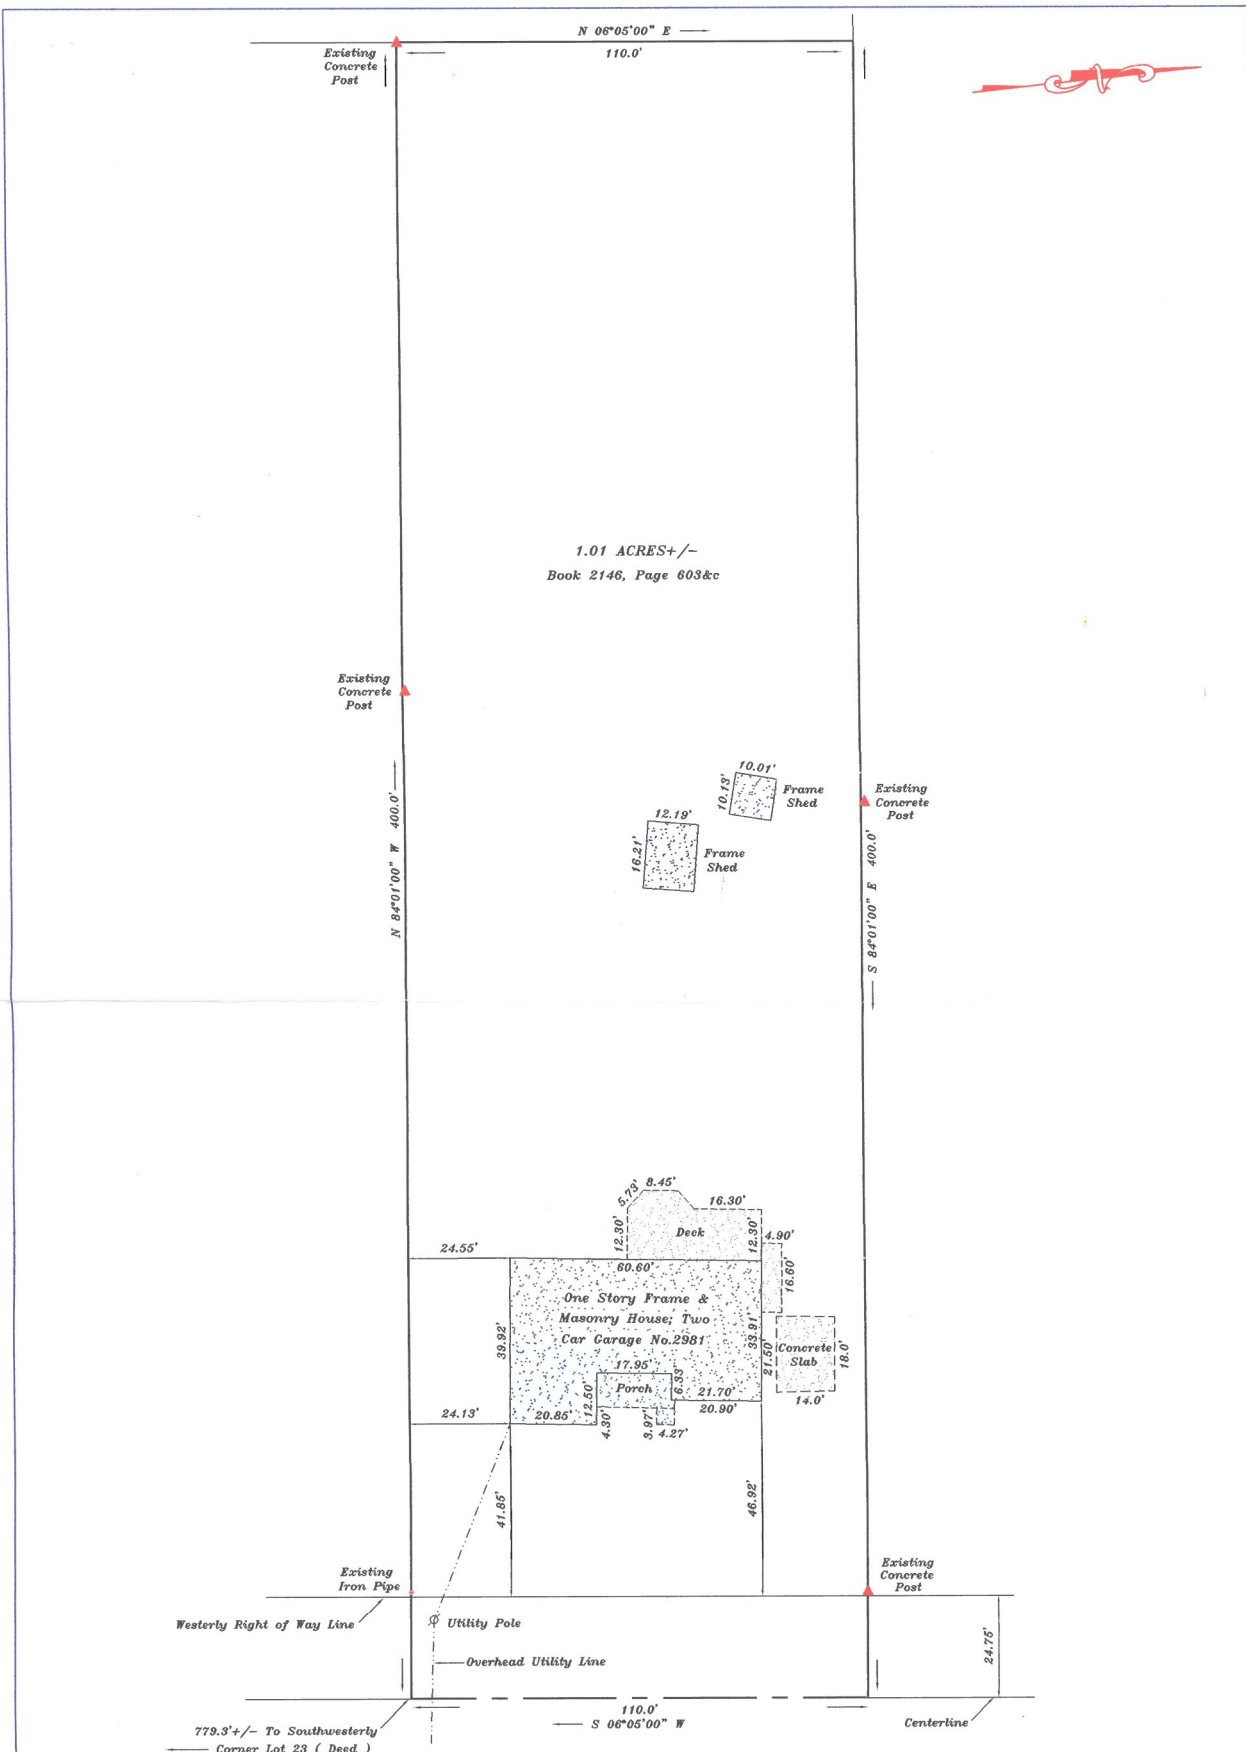 N 06°05'00" E
110.0'
Existing
Concrete
Post
1.01 ACRES+/-
Book 2146, Page 603&c
Existing
Concrete
Post
N 84°01'00" W 400.0'
10.01'
10.13'
Frame
Shed
12.19'
16.21'
Frame
Shed
Existing
Concrete
Post
S 84°01'00" E 400.0'
5.73'
8.45'
16.30'
12.30'
Deck
12.30'
4.90'
16.60'
24.55'
60.60'
One Story Frame &
Masonry House; Two
Car Garage No.2981
39.92'
33.91'
21.50'
Concrete
Slab
18.0'
14.0'
17.95'
Porch
6.33'
12.50'
21.70'
20.90'
24.13'
20.85'
4.30'
3.97'
4.27'
41.85'
46.92'
Existing
Iron Pipe
Existing
Concrete
Post
Westerly Right of Way Line
Utility Pole
Overhead Utility Line
24.75'
110.0'
S 06°05'00" W
Centerline
779.3'+/- To Southwesterly
Corner Lot 23 ( Deed )